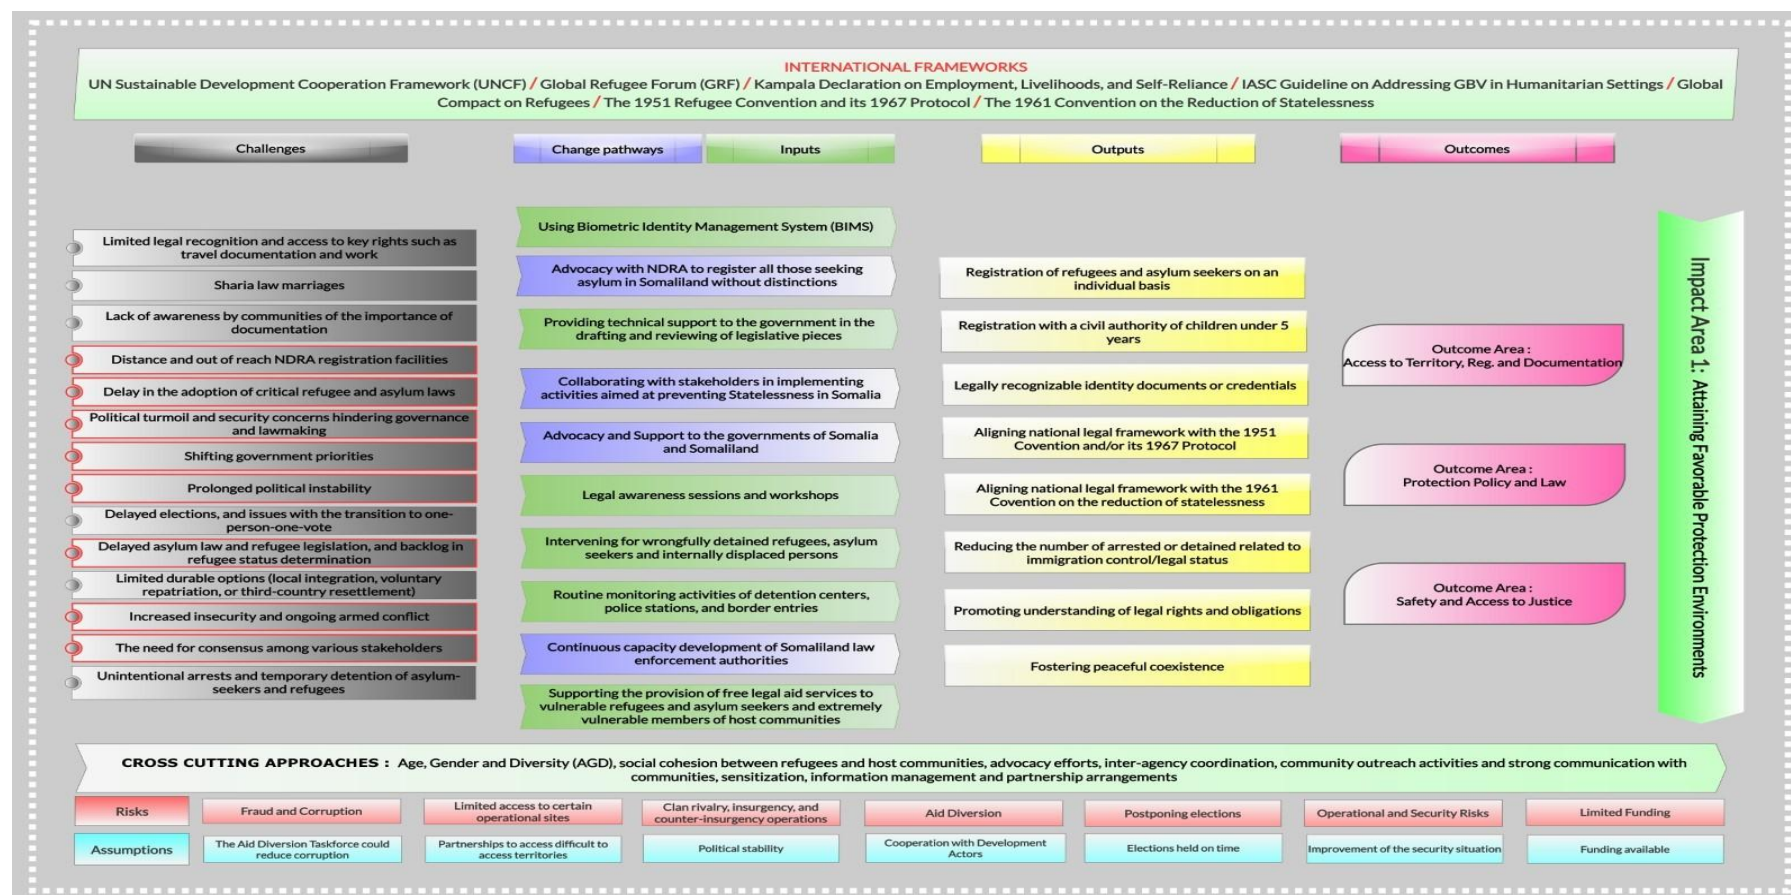 INTERNATIONAL FRAMEWORKS
UN Sustainable Development Cooperation Framework (UNCF) / Global Refugee Forum (GRF) / Kampala Declaration on Employment, Livelihoods, and Self-Reliance / IASC Guideline on Addressing GBV in Humanitarian Settings / Global
Compact on Refugees / The 1951 Refugee Convention and its 1967 Protocol / The 1961 Convention on the Reduction of Statelessness
Challenges
Change pathways
Inputs
Outputs
Outcomes
Limited legal recognition and access to key rights such as
travel documentation and work
Sharia law marriages
Lack of awareness by communities of the importance of
documentation
Distance and out of reach NDRA registration facilities
Delay in the adoption of critical refugee and asylum laws
Political turmoil and security concerns hindering governance
and lawmaking
Shifting government priorities
Prolonged political instability
Delayed elections, and issues with the transition to one-
person-one-vote
Delayed asylum law and refugee legislation, and backlog in
refugee status determination
Limited durable options (local integration, voluntary
repatriation, or third-country resettlement)
Increased insecurity and ongoing armed conflict
The need for consensus among various stakeholders
Unintentional arrests and temporary detention of asylum-
seekers and refugees
Using Biometric Identity Management System (BIMS)
Advocacy with NDRA to register all those seeking
asylum in Somaliland without distinctions
Providing technical support to the government in the
drafting and reviewing of legislative pieces
Collaborating with stakeholders in implementing
activities aimed at preventing Statelessness in Somalia
Advocacy and Support to the governments of Somalia
and Somaliland
Legal awareness sessions and workshops
Intervening for wrongfully detained refugees, asylum
seekers and internally displaced persons
Routine monitoring activities of detention centers,
police stations, and border entries
Continuous capacity development of Somaliland law
enforcement authorities
Supporting the provision of free legal aid services to
vulnerable refugees and asylum seekers and extremely
vulnerable members of host communities
Registration of refugees and asylum seekers on an
individual basis
Registration with a civil authority of children under 5
years
Legally recognizable identity documents or credentials
Aligning national legal framework with the 1951
Covention and/or its 1967 Protocol
Aligning national legal framework with the 1961
Covention on the reduction of statelessness
Reducing the number of arrested or detained related to
immigration control/legal status
Promoting understanding of legal rights and obligations
Fostering peaceful coexistence
Outcome Area :
Access to Territory, Reg. and Documentation
Outcome Area :
Protection Policy and Law
Outcome Area :
Safety and Access to Justice
Impact Area 1: Attaining Favorable Protection Environments
CROSS CUTTING APPROACHES : Age, Gender and Diversity (AGD), social cohesion between refugees and host communities, advocacy efforts, inter-agency coordination, community outreach activities and strong communication with
communities, sensitization, information management and partnership arrangements
Risks
Fraud and Corruption
Limited access to certain
operational sites
Clan rivalry, insurgency, and
counter-insurgency operations
Aid Diversion
Postponing elections
Operational and Security Risks
Limited Funding
Assumptions
The Aid Diversion Taskforce could
reduce corruption
Partnerships to access difficult to
access territories
Political stability
Cooperation with Development
Actors
Elections held on time
Improvement of the security situation
Funding available